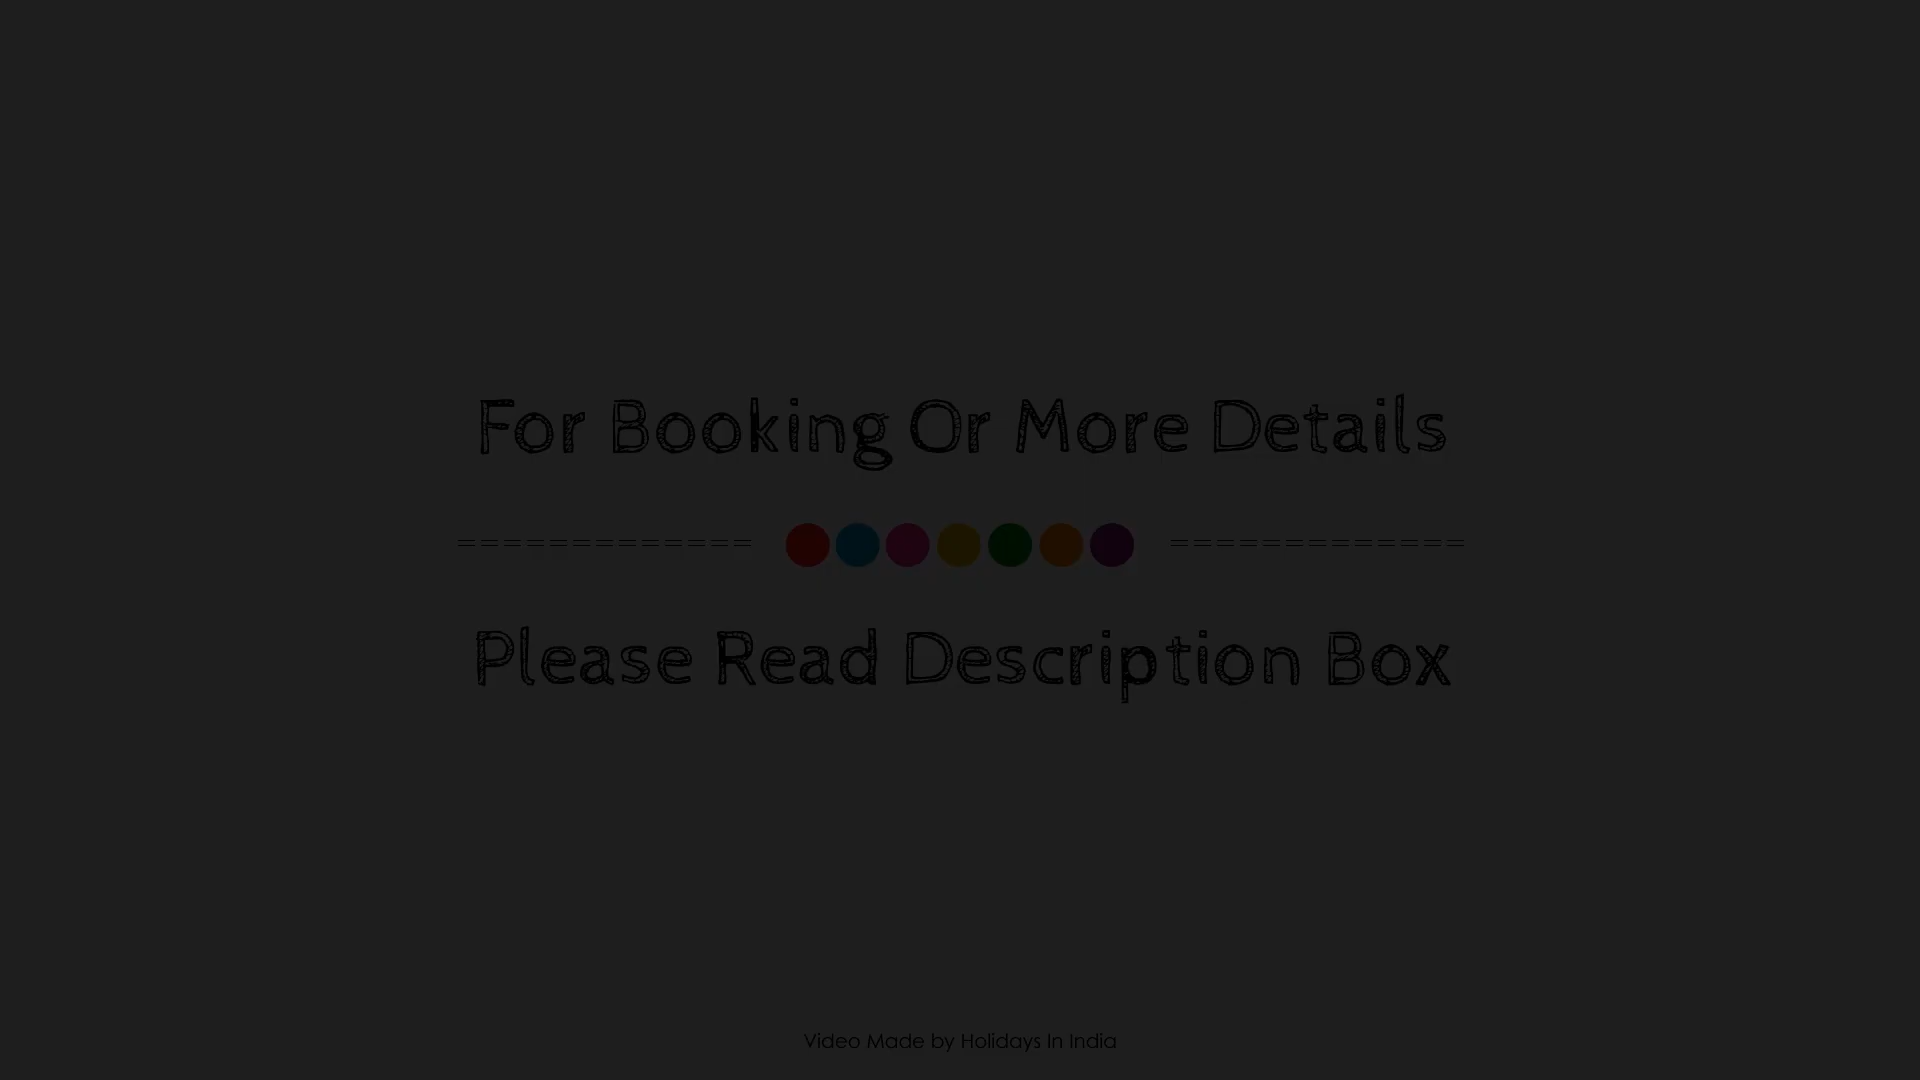 For Booking Or More Details
============= =============
Please Read Description Box
Video Made by Holidays In India